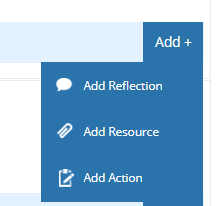 Add +
Add Reflection
Add Resource
Add Action